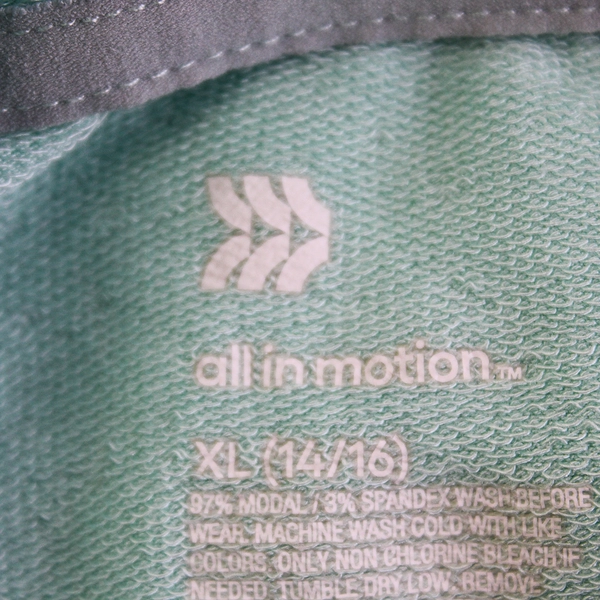 all in motion™
XL (14/16)
97% MODAL / 3% SPANDEX WASH BEFORE
WEAR. MACHINE WASH COLD WITH LIKE
COLORS. ONLY NON CHLORINE BLEACH IF
NEEDED. TUMBLE DRY LOW. REMOVE